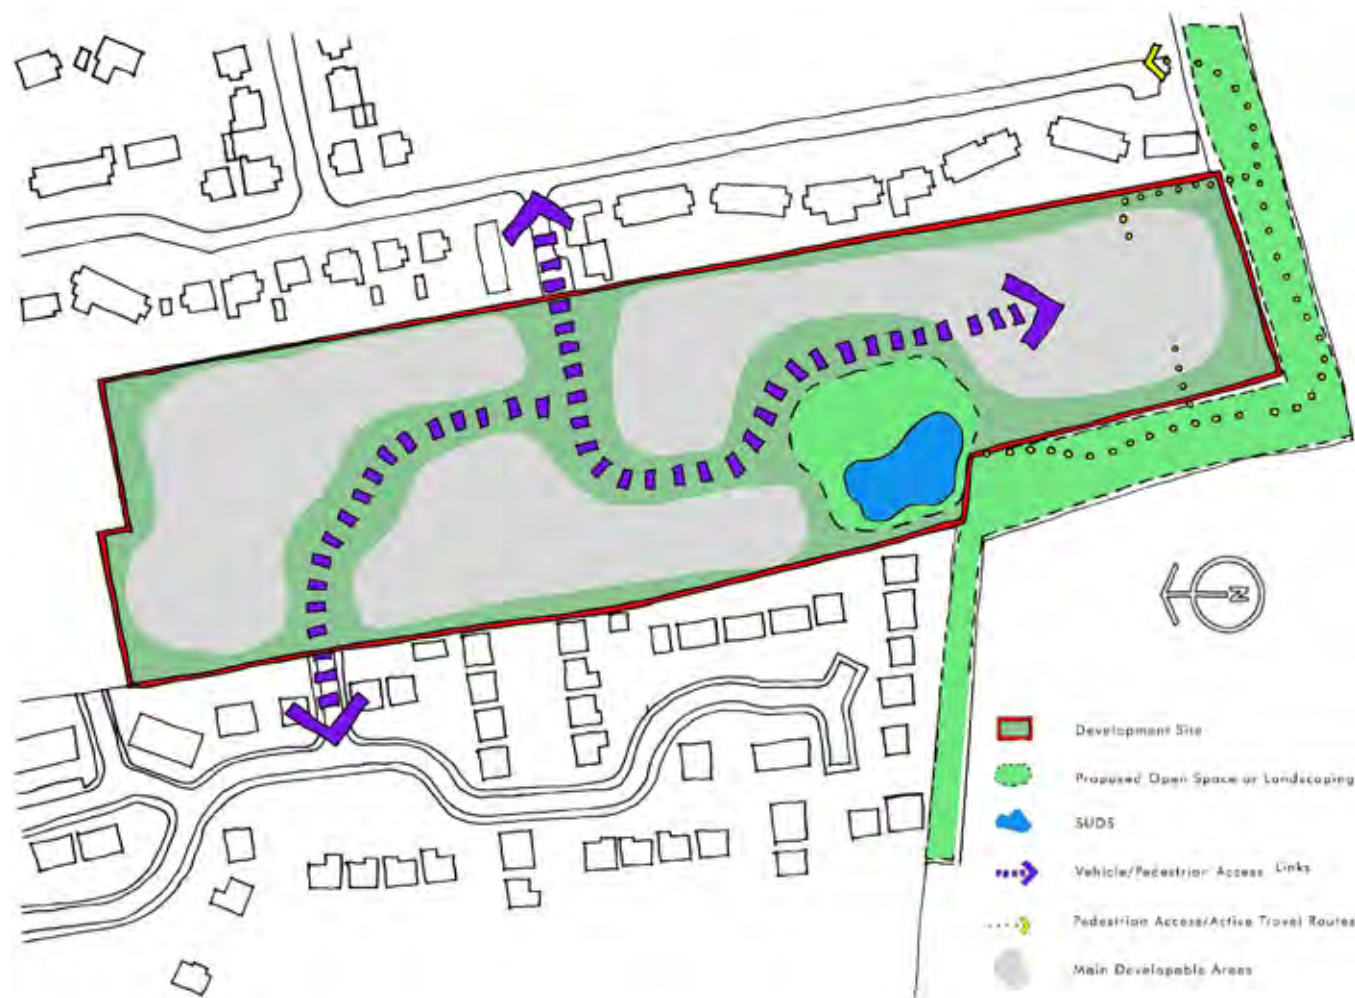 N
Development Site
Proposed Open Space or Landscaping
SUDS
Vehicle/Pedestrian Access Links
Pedestrian Access/Active Travel Routes
Main Developable Areas